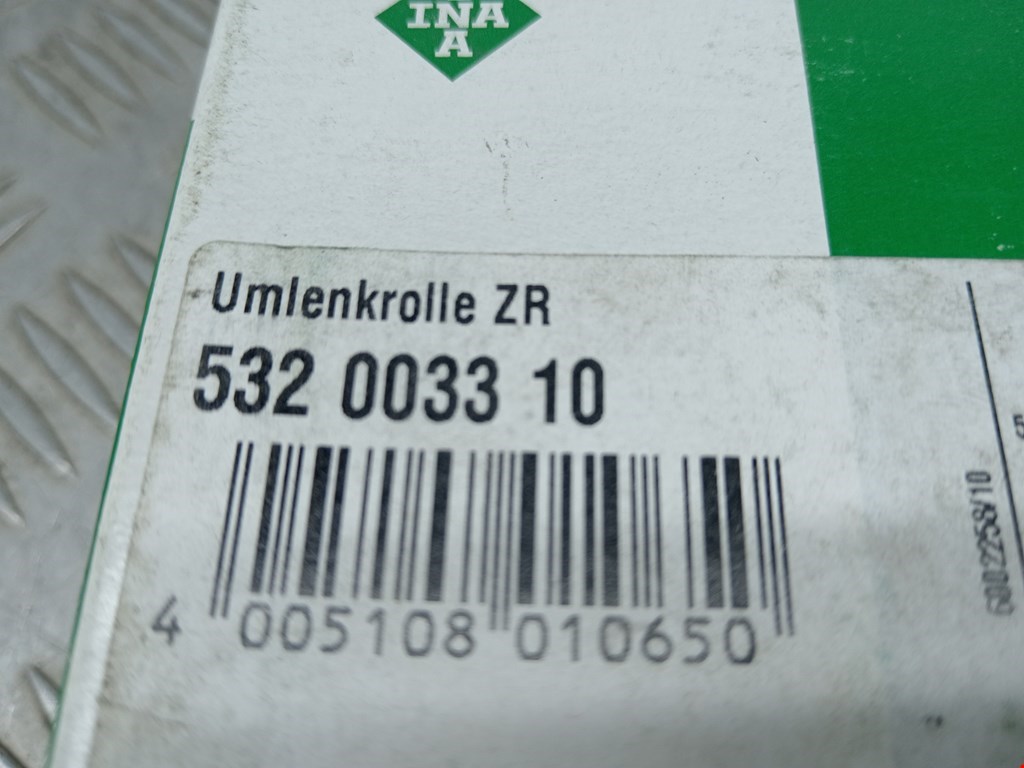 INA
A
Umlenkrolle ZR
532 0033 10
4 005108 010650